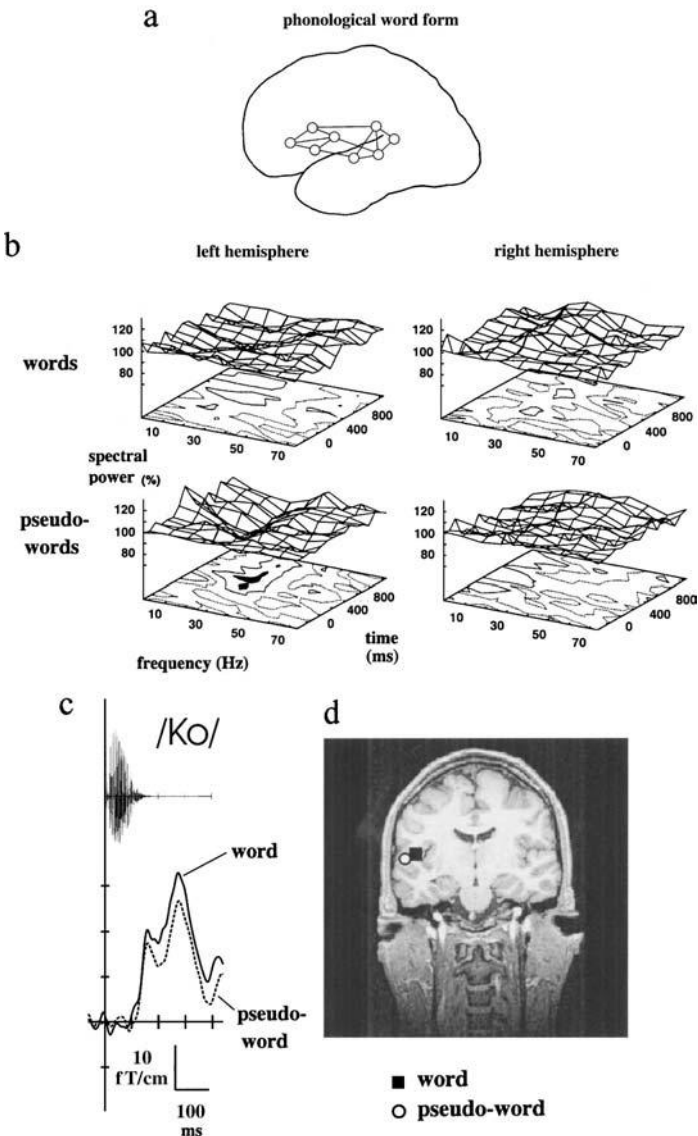 a
phonological word form
b
left hemisphere
right hemisphere
words
120
100
80
120
100
80
10
30
50
70
0
400
800
10
30
50
70
0
400
800
spectral
power (%)
pseudo-
words
120
100
80
120
100
80
10
30
50
70
0
400
800
10
30
50
70
0
400
800
frequency (Hz)
time
(ms)
c
/Ko/
word
pseudo-
word
10
fT/cm
100
ms
d
word
pseudo-word